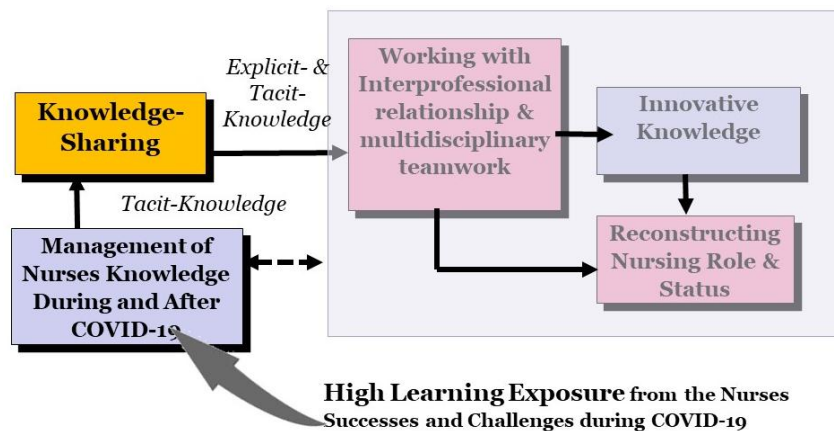 Explicit- &
Tacit-
Knowledge
Knowledge-
Sharing
Working with
Interprofessional
relationship &
multidisciplinary
teamwork
Innovative
Knowledge
Tacit-Knowledge
Management of
Nurses Knowledge
During and After
COVID-19
Reconstructing
Nursing Role &
Status
High Learning Exposure from the Nurses
Successes and Challenges during COVID-19